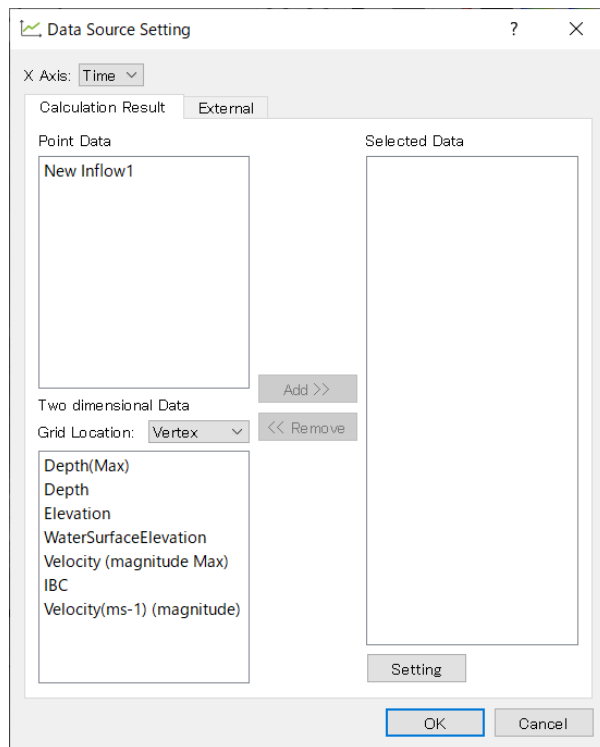 Data Source Setting
?
X Axis: Time
Calculation Result
External
Point Data
New Inflow1
Two dimensional Data
Grid Location: Vertex
Depth(Max)
Depth
Elevation
WaterSurfaceElevation
Velocity (magnitude Max)
IBC
Velocity(ms-1) (magnitude)
Add >>
<< Remove
Selected Data
Setting
OK
Cancel